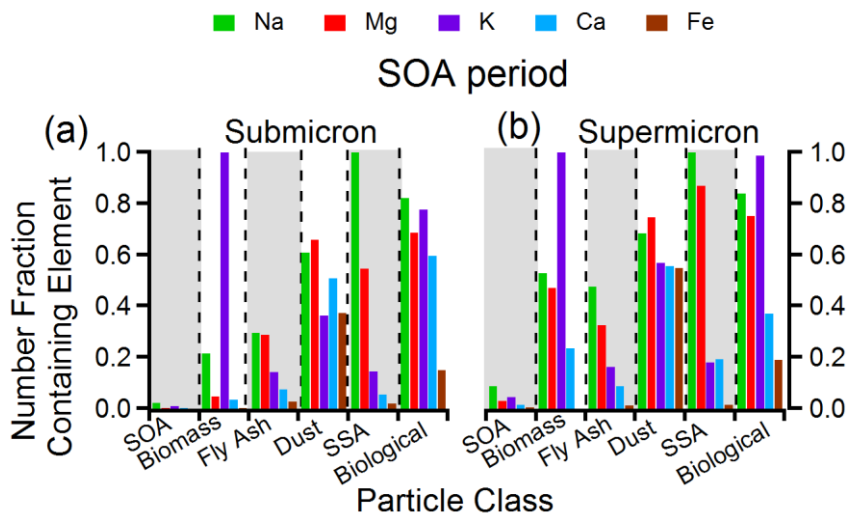 Na Mg K Ca Fe
SOA period
(a) Submicron (b) Supermicron
Number Fraction
Containing Element
1.0 1.0
0.8 0.8
0.6 0.6
0.4 0.4
0.2 0.2
0.0 0.0
SOA Biomass Fly Ash Dust SSA Biological SOA Biomass Fly Ash Dust SSA Biological
Particle Class